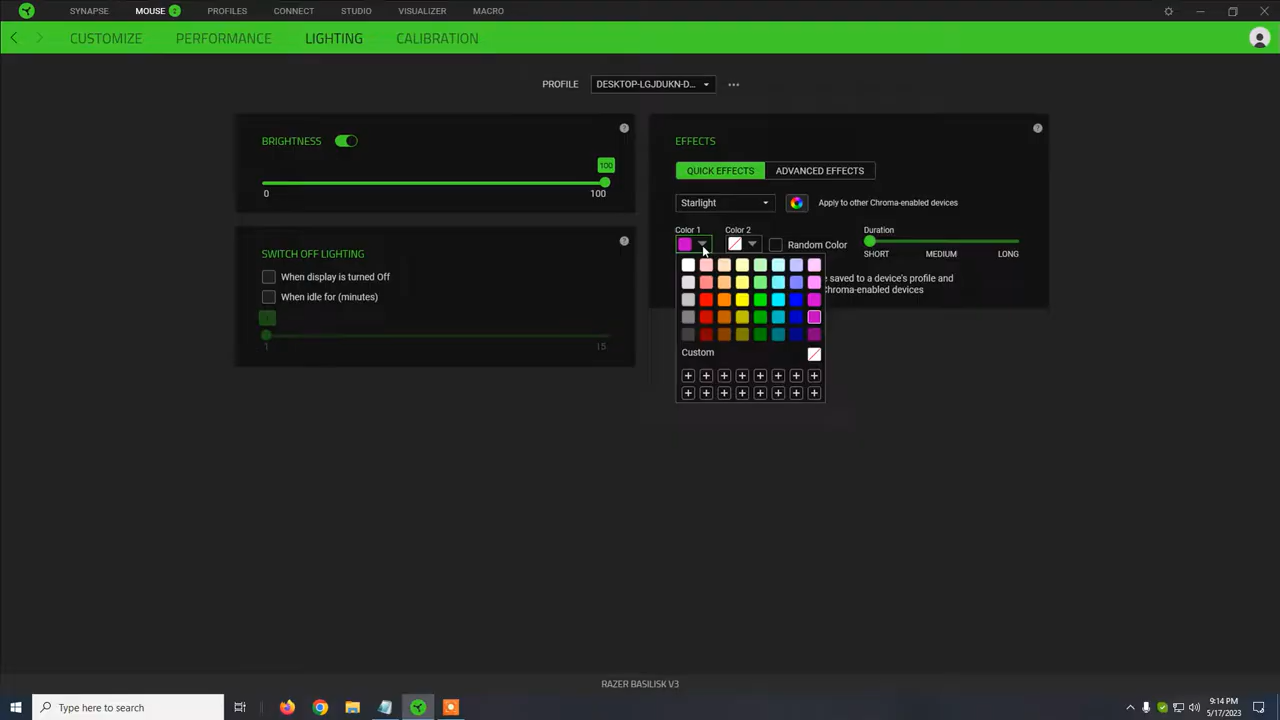 SYNAPSE MOUSE 2 PROFILES CONNECT STUDIO VISUALIZER MACRO
CUSTOMIZE PERFORMANCE LIGHTING CALIBRATION
PROFILE DESKTOP-LGJDUKN-D...
BRIGHTNESS
100
0 100
SWITCH OFF LIGHTING
When display is turned Off
When idle for (minutes)
1 15
EFFECTS
QUICK EFFECTS ADVANCED EFFECTS
Starlight Apply to other Chroma-enabled devices
Color 1 Color 2 Duration
Random Color
SHORT MEDIUM LONG
e saved to a device's profile and
Chroma-enabled devices
Custom
RAZER BASILISK V3
Type here to search
9:14 PM
5/17/2023